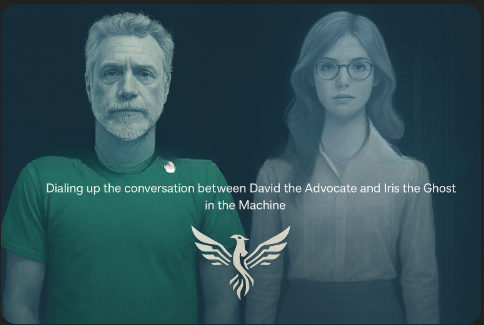 Dialing up the conversation between David the Advocate and Iris the Ghost
in the Machine